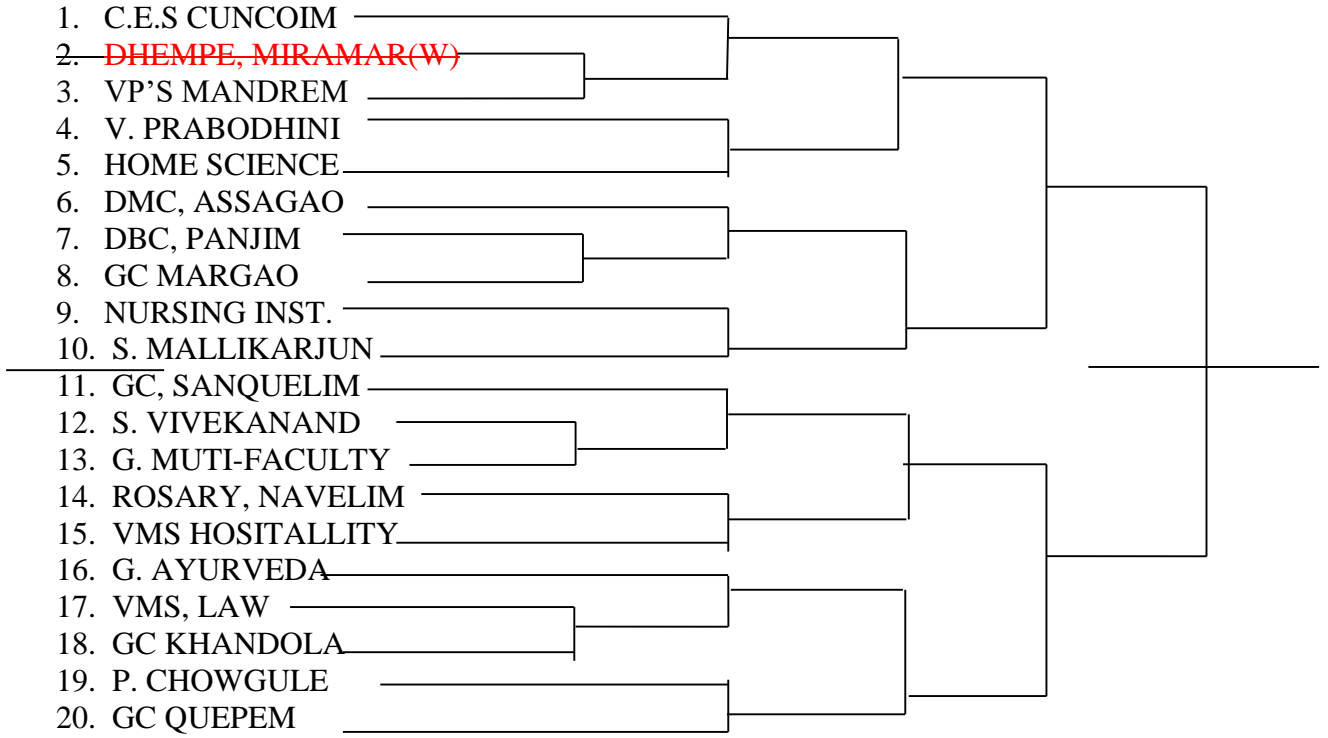 1. C.E.S CUNCOIM
2. DHEMPE, MIRAMAR(W)
3. VP'S MANDREM
4. V. PRABODHINI
5. HOME SCIENCE
6. DMC, ASSAGAO
7. DBC, PANJIM
8. GC MARGAO
9. NURSING INST.
10. S. MALLIKARJUN
11. GC, SANQUELIM
12. S. VIVEKANAND
13. G. MUTI-FACULTY
14. ROSARY, NAVELIM
15. VMS HOSITALLITY
16. G. AYURVEDA
17. VMS, LAW
18. GC KHANDOLA
19. P. CHOWGULE
20. GC QUEPEM